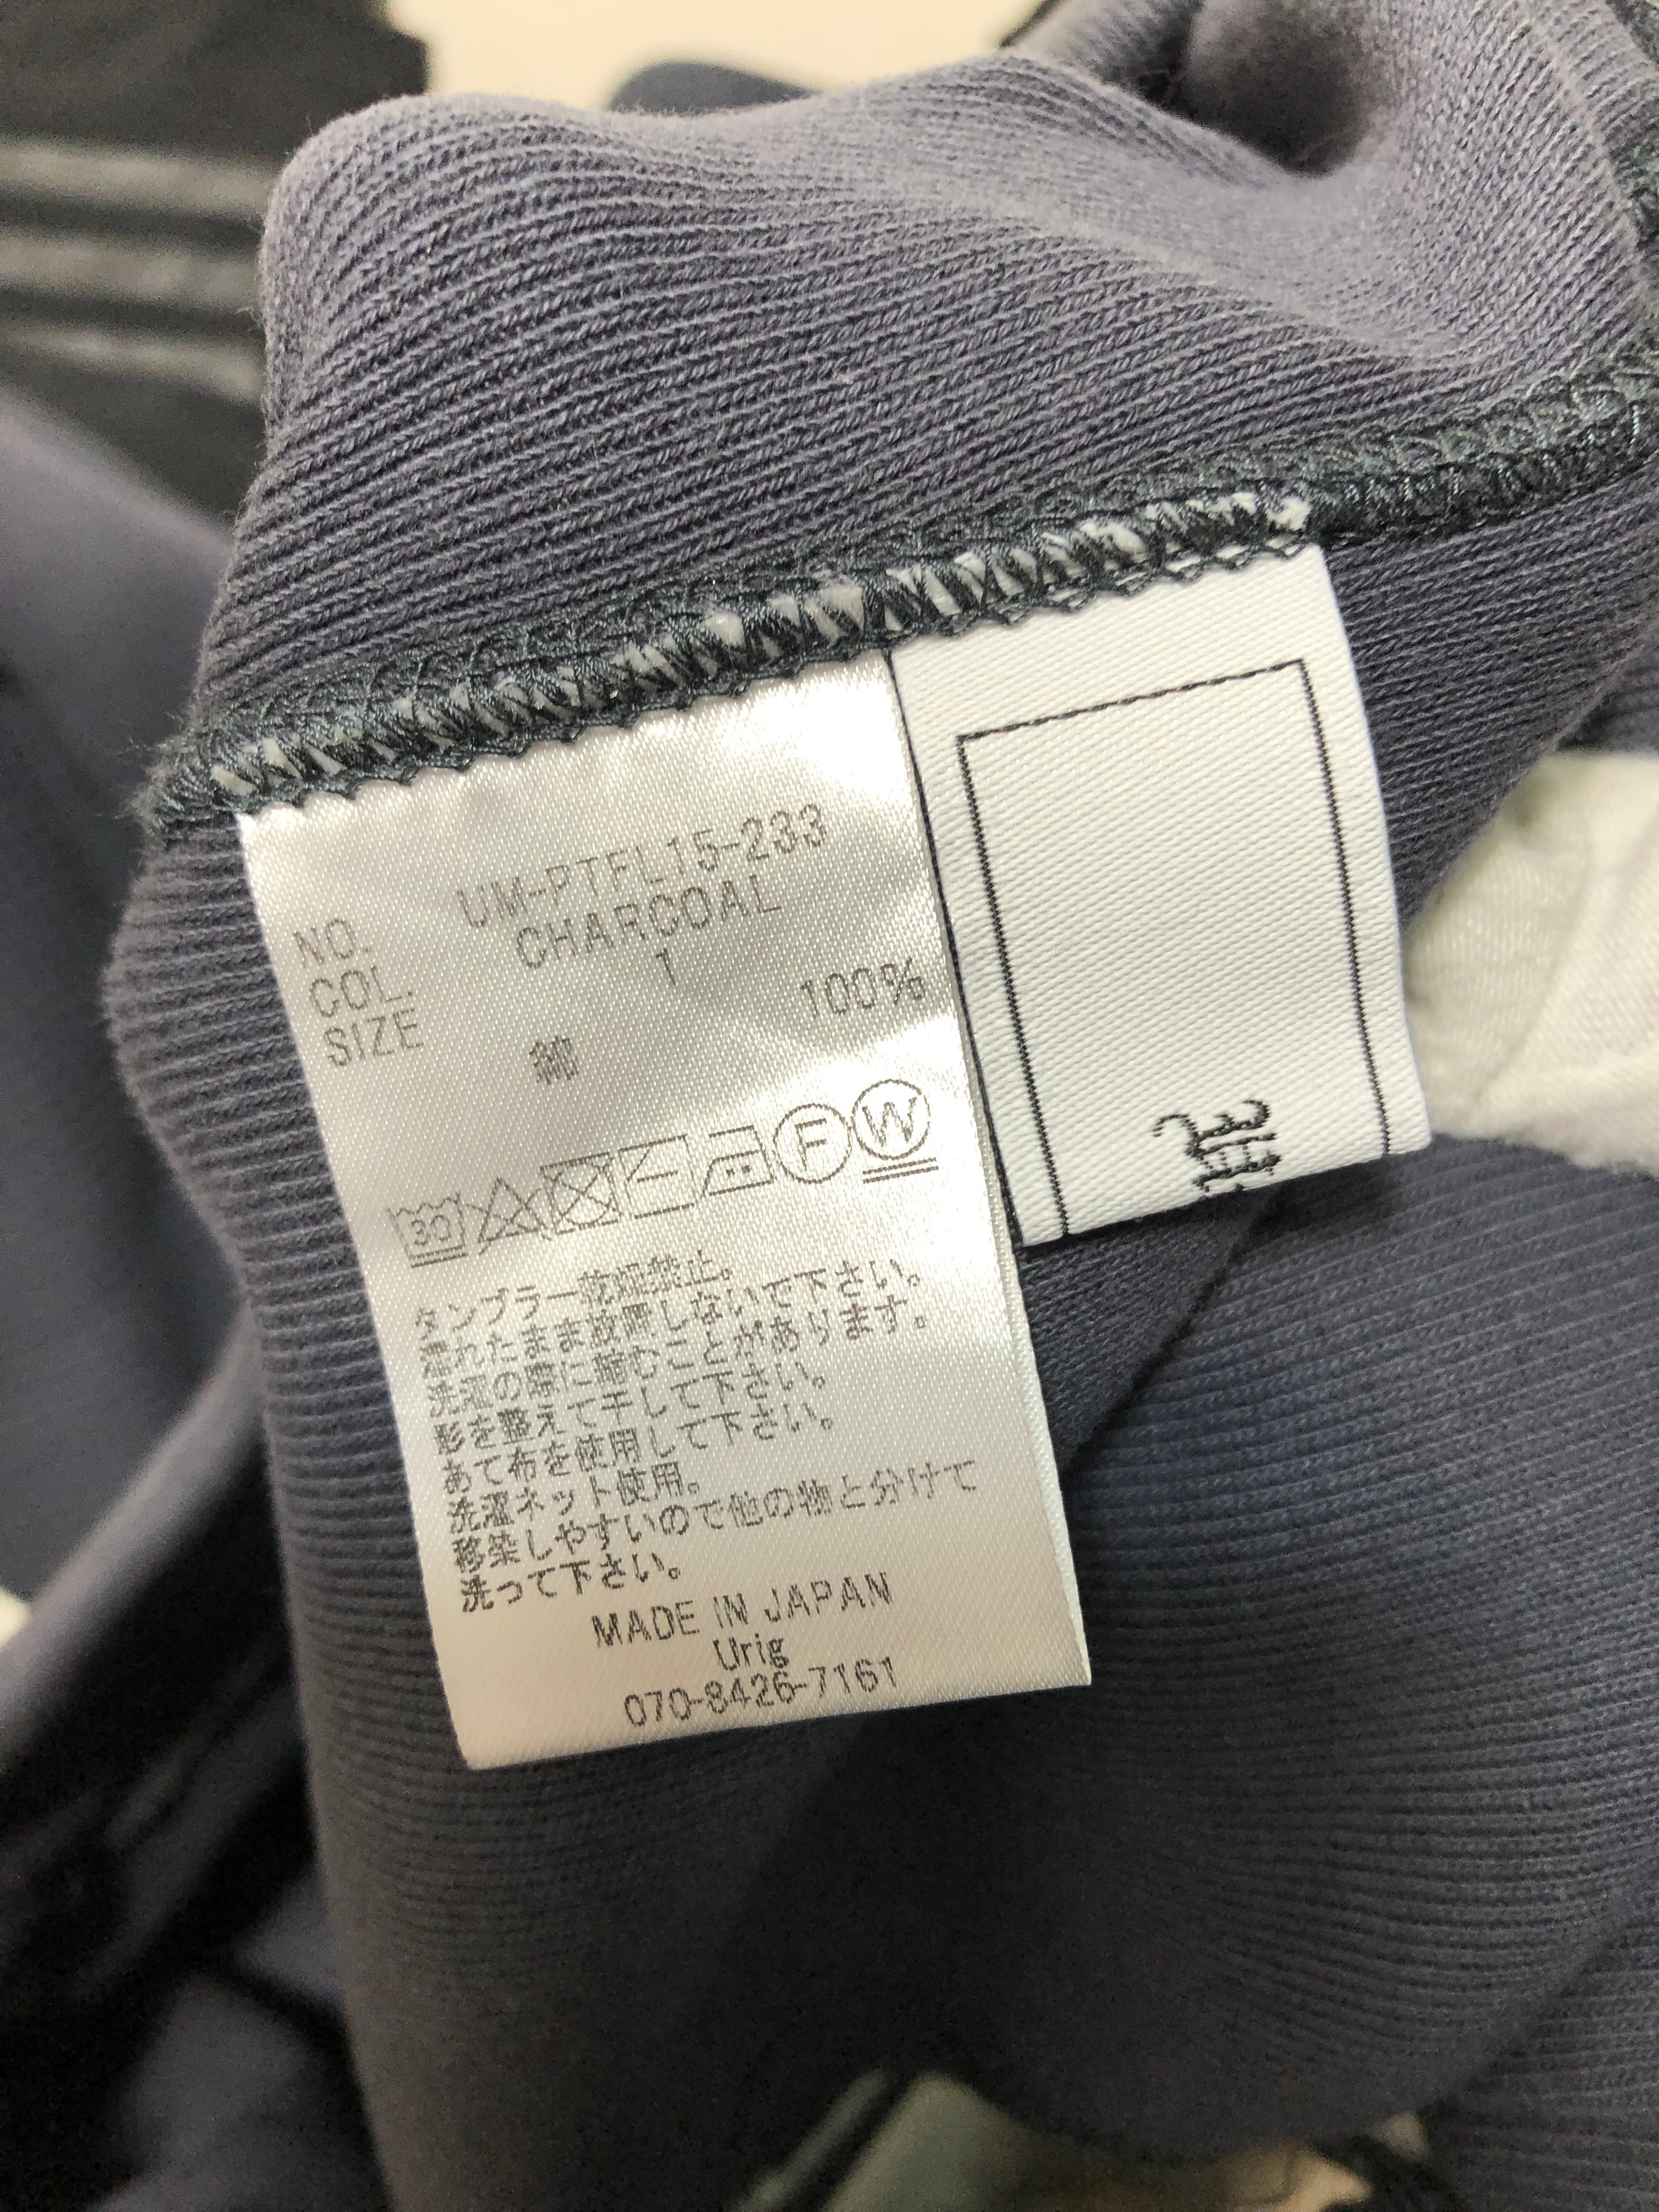 NO. UM-PTFL15-233
COL. CHARCOAL
SIZE 1
綿 100%
30 F W
タンブラー乾燥禁止。
濡れたまま放置しないで下さい。
洗濯の際に縮むことがあります。
形を整えて干して下さい。
あて布を使用して下さい。
洗濯ネット使用。
移染しやすいので他の物と分けて
洗って下さい。
MADE IN JAPAN
Urig
070-8426-7161